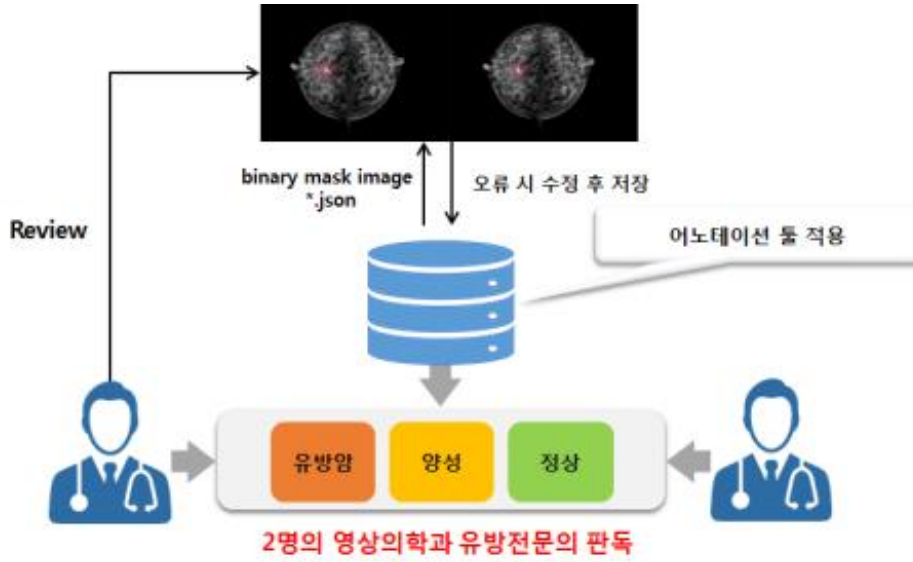 binary mask image
*.json
오류 시 수정 후 저장
Review
어노테이션 툴 적용
유방암
양성
정상
2명의 영상의학과 유방전문의 판독